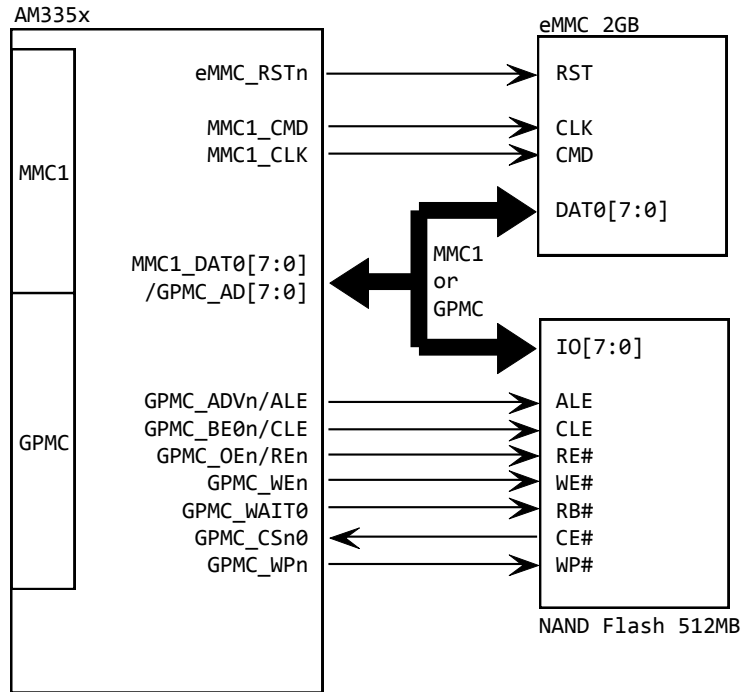 AM335x
eMMC 2GB
eMMC_RSTn
RST
MMC1_CMD
CLK
MMC1_CLK
CMD
MMC1
DAT0[7:0]
MMC1_DAT0[7:0]
/GPMC_AD[7:0]
MMC1
or
GPMC
IO[7:0]
GPMC_ADVn/ALE
ALE
GPMC_BE0n/CLE
CLE
GPMC
GPMC_OEn/REn
RE#
GPMC_WEn
WE#
GPMC_WAIT0
RB#
GPMC_CSn0
CE#
GPMC_WPn
WP#
NAND Flash 512MB